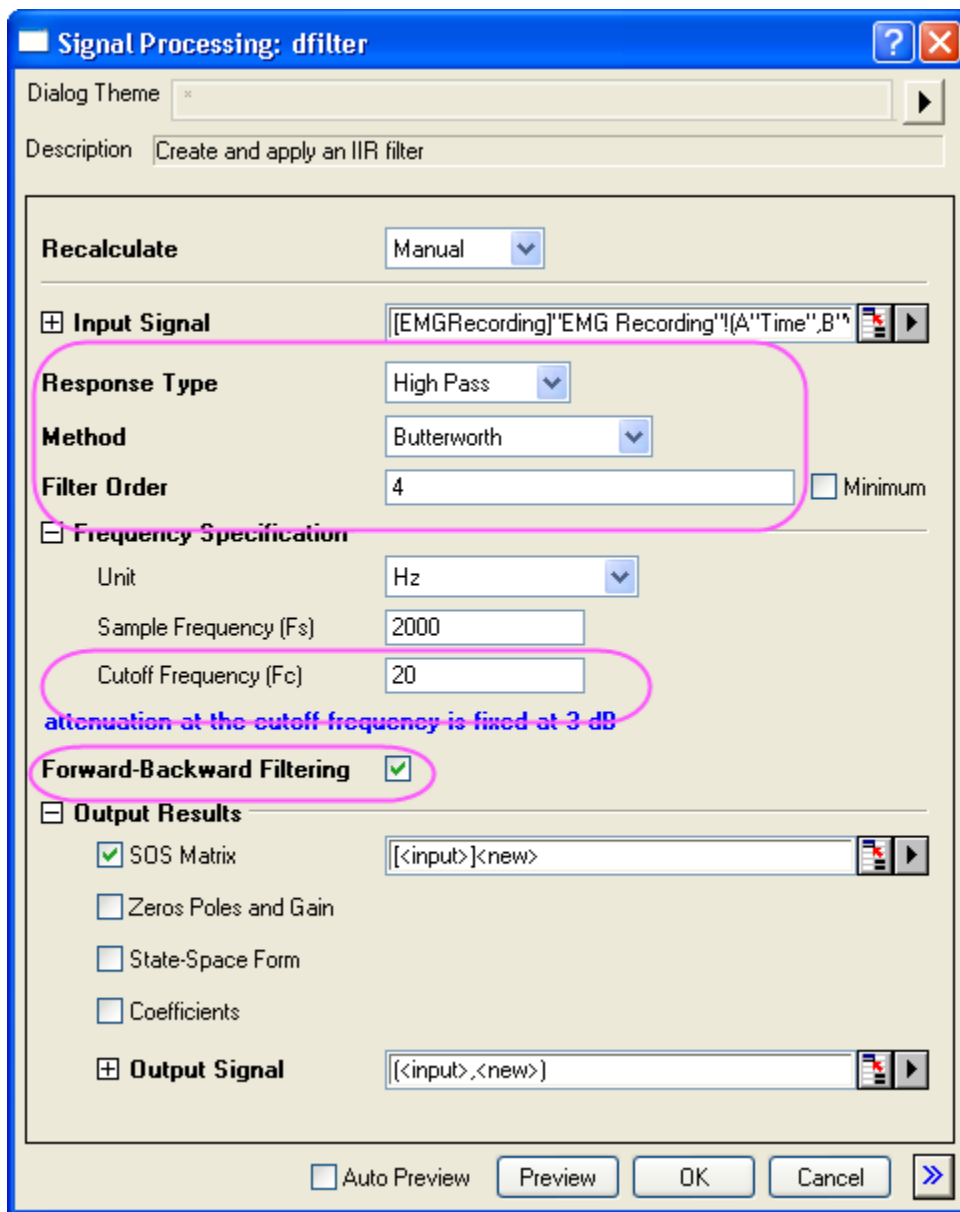 Signal Processing: dfilter
Dialog Theme *
Description Create and apply an IIR filter
Recalculate Manual
Input Signal [EMGRecording]"EMG Recording"!(A"Time",B"
Response Type High Pass
Method Butterworth
Filter Order 4 Minimum
Frequency Specification
Unit Hz
Sample Frequency (Fs) 2000
Cutoff Frequency (Fc) 20
attenuation at the cutoff frequency is fixed at 3 dB
Forward-Backward Filtering
Output Results
SOS Matrix [<input>]<new>
Zeros Poles and Gain
State-Space Form
Coefficients
Output Signal (<input>,<new>)
Auto Preview Preview OK Cancel »